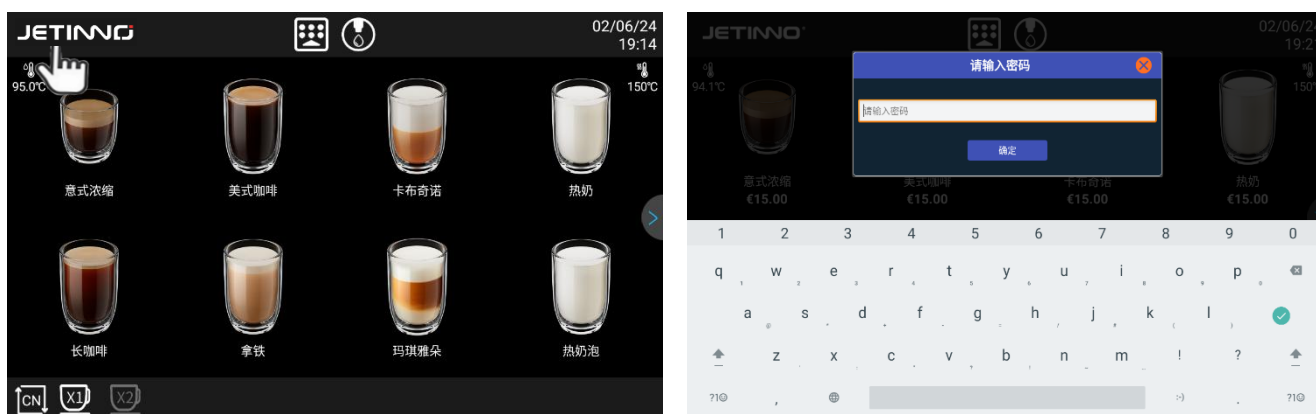 JETINNO
02/06/24
19:14
95.0℃
150℃
意式浓缩 美式咖啡 卡布奇诺 热奶
长咖啡 拿铁 玛琪雅朵 热奶泡
CN X1 X2
JETINNO
02/06/24
94.1℃
请输入密码
请输入密码
确定
意式浓缩 美式咖啡 卡布奇诺 热奶
€15.00 €15.00 €15.00 €15.00
1 2 3 4 5 6 7 8 9 0
q w e r t y u i o p
a s d f g h j k l
z x c v b n m ! ?
?1☺ , :-) . ?1☺